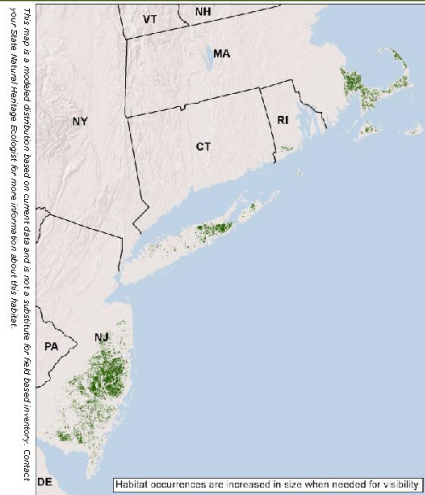 This map is a modeled distribution based on current data and is not a substitute for field based inventory. Contact
your State Natural Heritage Ecologist for more information about this habitat.
VT
NH
MA
NY
CT
RI
PA
NJ
DE
Habitat occurrences are increased in size when needed for visibility